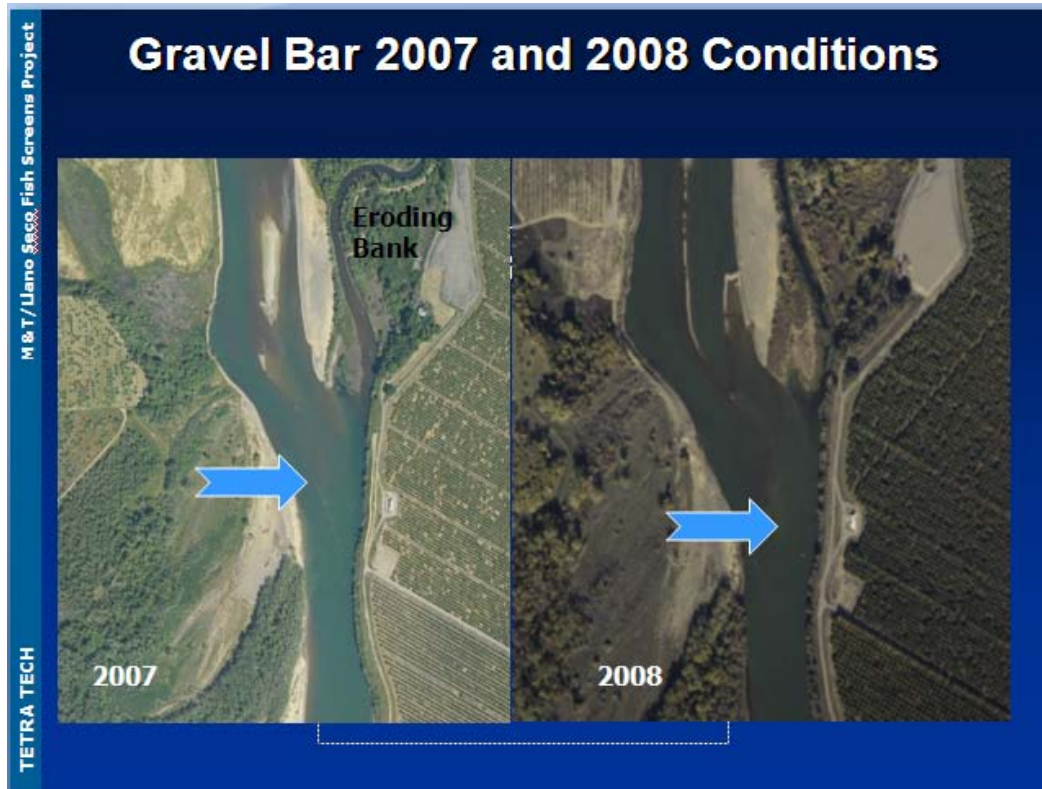 Gravel Bar 2007 and 2008 Conditions
M&T/Llano Seco Fish Screens Project
TETRA TECH
Eroding
Bank
2007
2008